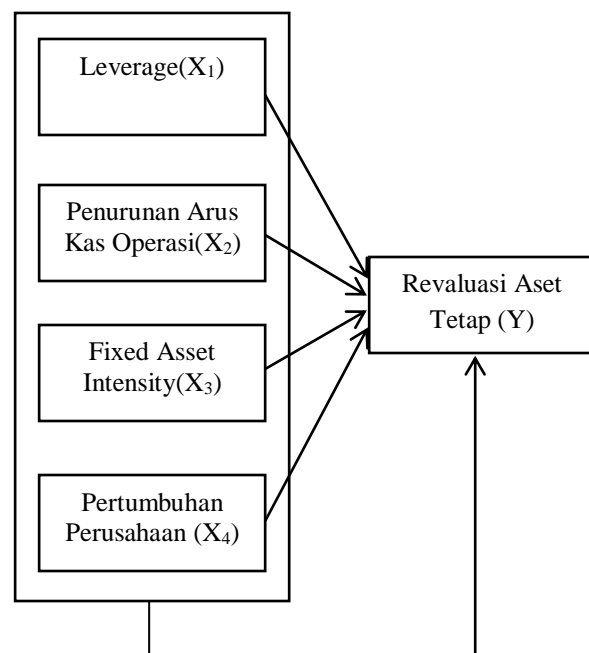 Leverage(X₁)
Penurunan Arus
Kas Operasi(X₂)
Fixed Asset
Intensity(X₃)
Pertumbuhan
Perusahaan (X₄)
Revaluasi Aset
Tetap (Y)